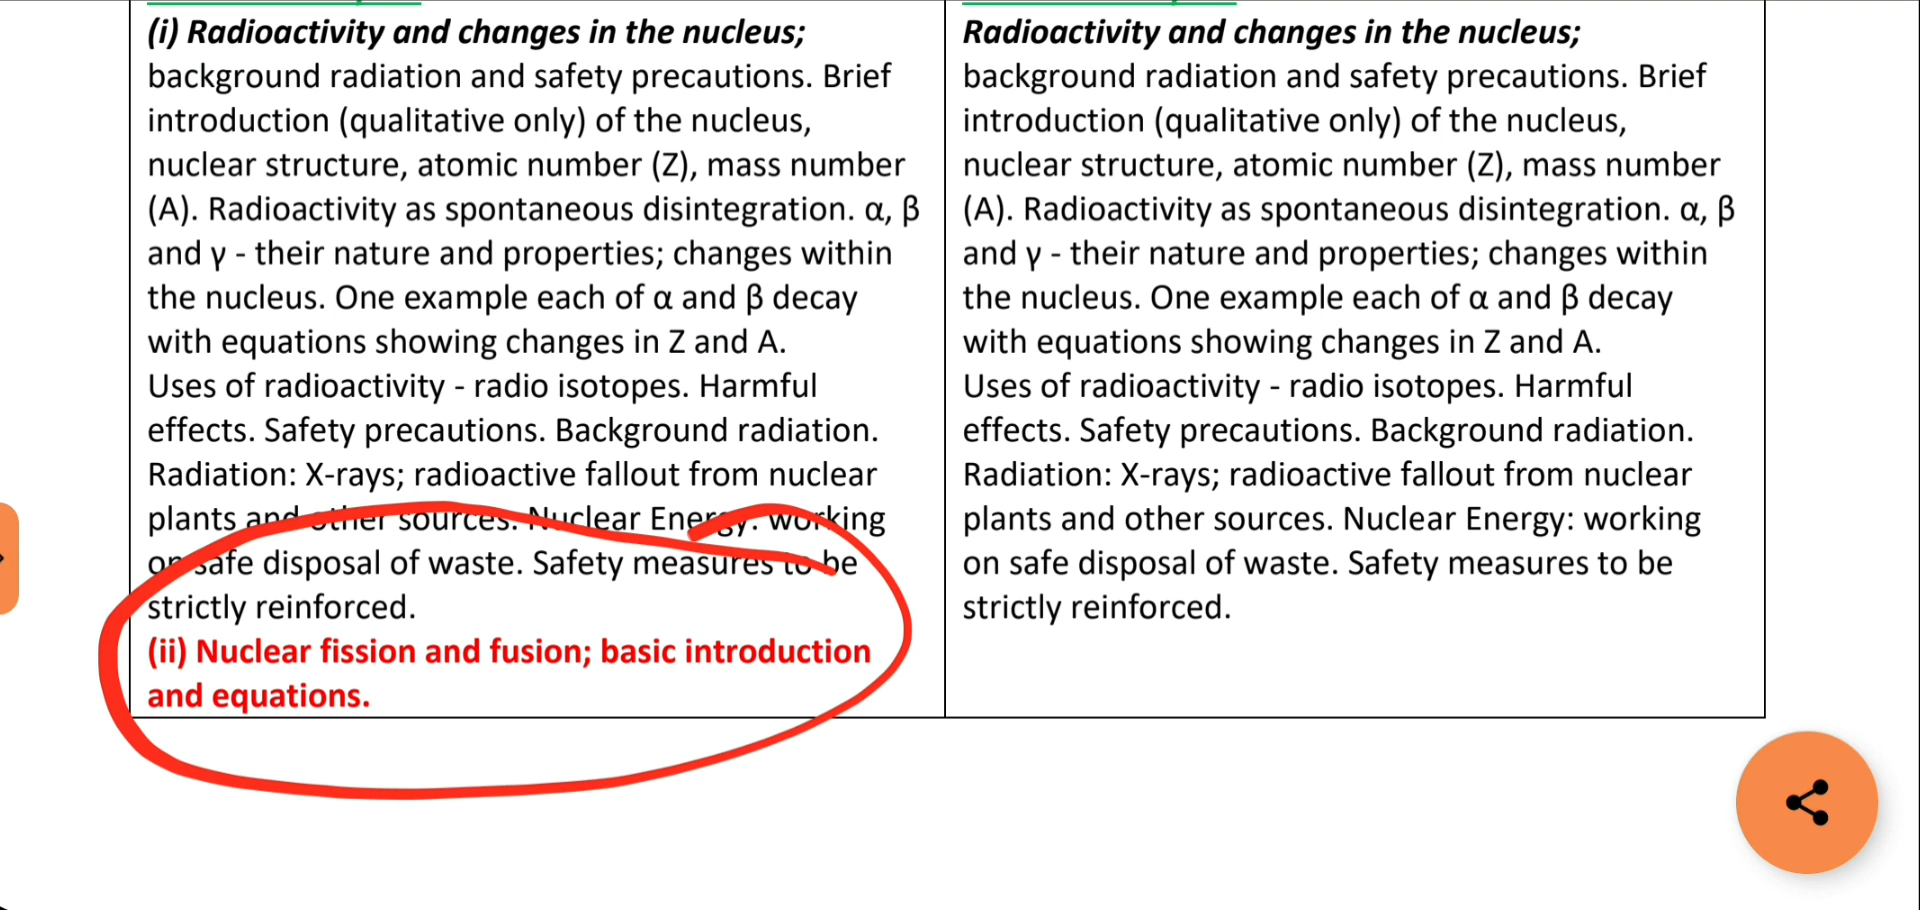 (i) Radioactivity and changes in the nucleus;
background radiation and safety precautions. Brief
introduction (qualitative only) of the nucleus,
nuclear structure, atomic number (Z), mass number
(A). Radioactivity as spontaneous disintegration. α, β
and γ - their nature and properties; changes within
the nucleus. One example each of α and β decay
with equations showing changes in Z and A.
Uses of radioactivity - radio isotopes. Harmful
effects. Safety precautions. Background radiation.
Radiation: X-rays; radioactive fallout from nuclear
plants and other sources. Nuclear Energy: working
on safe disposal of waste. Safety measures to be
strictly reinforced.
(ii) Nuclear fission and fusion; basic introduction
and equations.
Radioactivity and changes in the nucleus;
background radiation and safety precautions. Brief
introduction (qualitative only) of the nucleus,
nuclear structure, atomic number (Z), mass number
(A). Radioactivity as spontaneous disintegration. α, β
and γ - their nature and properties; changes within
the nucleus. One example each of α and β decay
with equations showing changes in Z and A.
Uses of radioactivity - radio isotopes. Harmful
effects. Safety precautions. Background radiation.
Radiation: X-rays; radioactive fallout from nuclear
plants and other sources. Nuclear Energy: working
on safe disposal of waste. Safety measures to be
strictly reinforced.